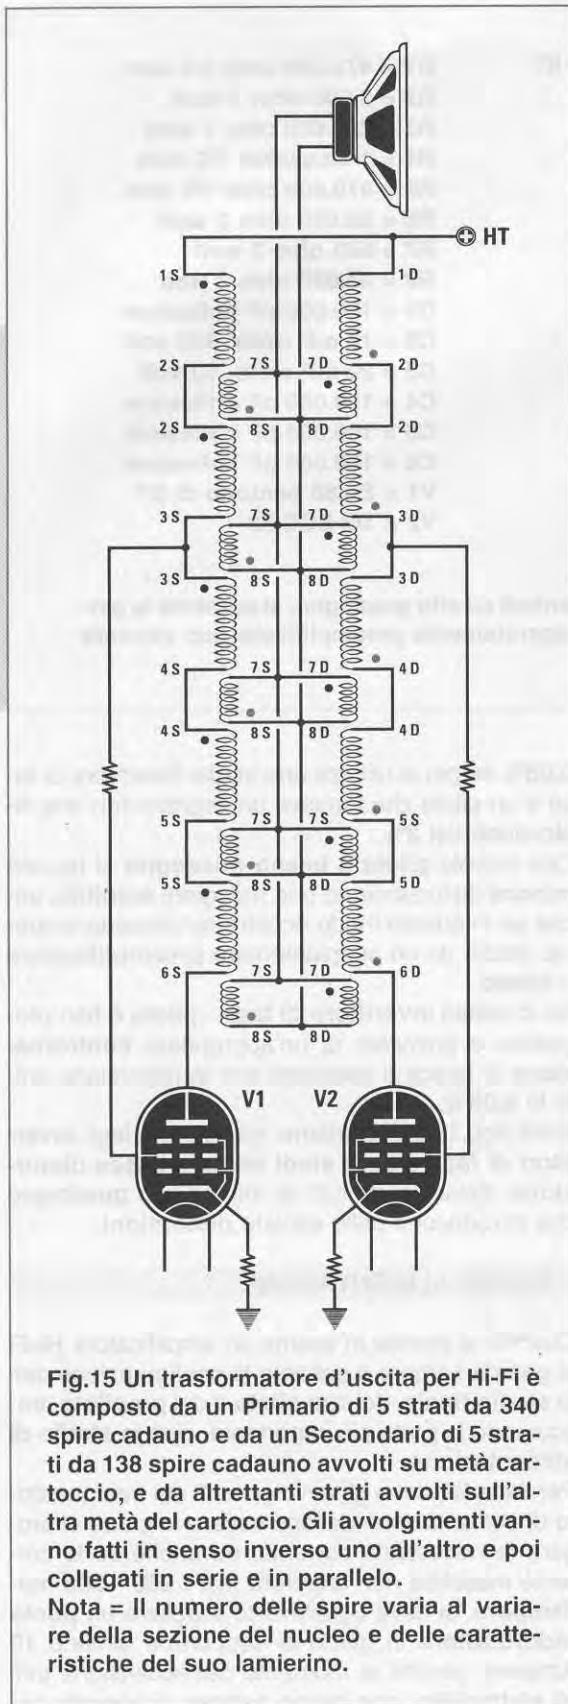 HT
1S 1D
2S 7S 7D 2D
2S 8S 8D 2D
3S 7S 7D 3D
3S 8S 8D 3D
4S 7S 7D 4D
4S 8S 8D 4D
5S 7S 7D 5S
5S 8S 8D 5D
6S 7S 7D 6D
8S 8D
V1 V2
Fig.15 Un trasformatore d'uscita per Hi-Fi è
composto da un Primario di 5 strati da 340
spire cadauno e da un Secondario di 5 stra-
ti da 138 spire cadauno avvolti su metà car-
toccio, e da altrettanti strati avvolti sull'al-
tra metà del cartoccio. Gli avvolgimenti van-
no fatti in senso inverso uno all'altro e poi
collegati in serie e in parallelo.
Nota = Il numero delle spire varia al varia-
re della sezione del nucleo e delle caratte-
ristiche del suo lamierino.